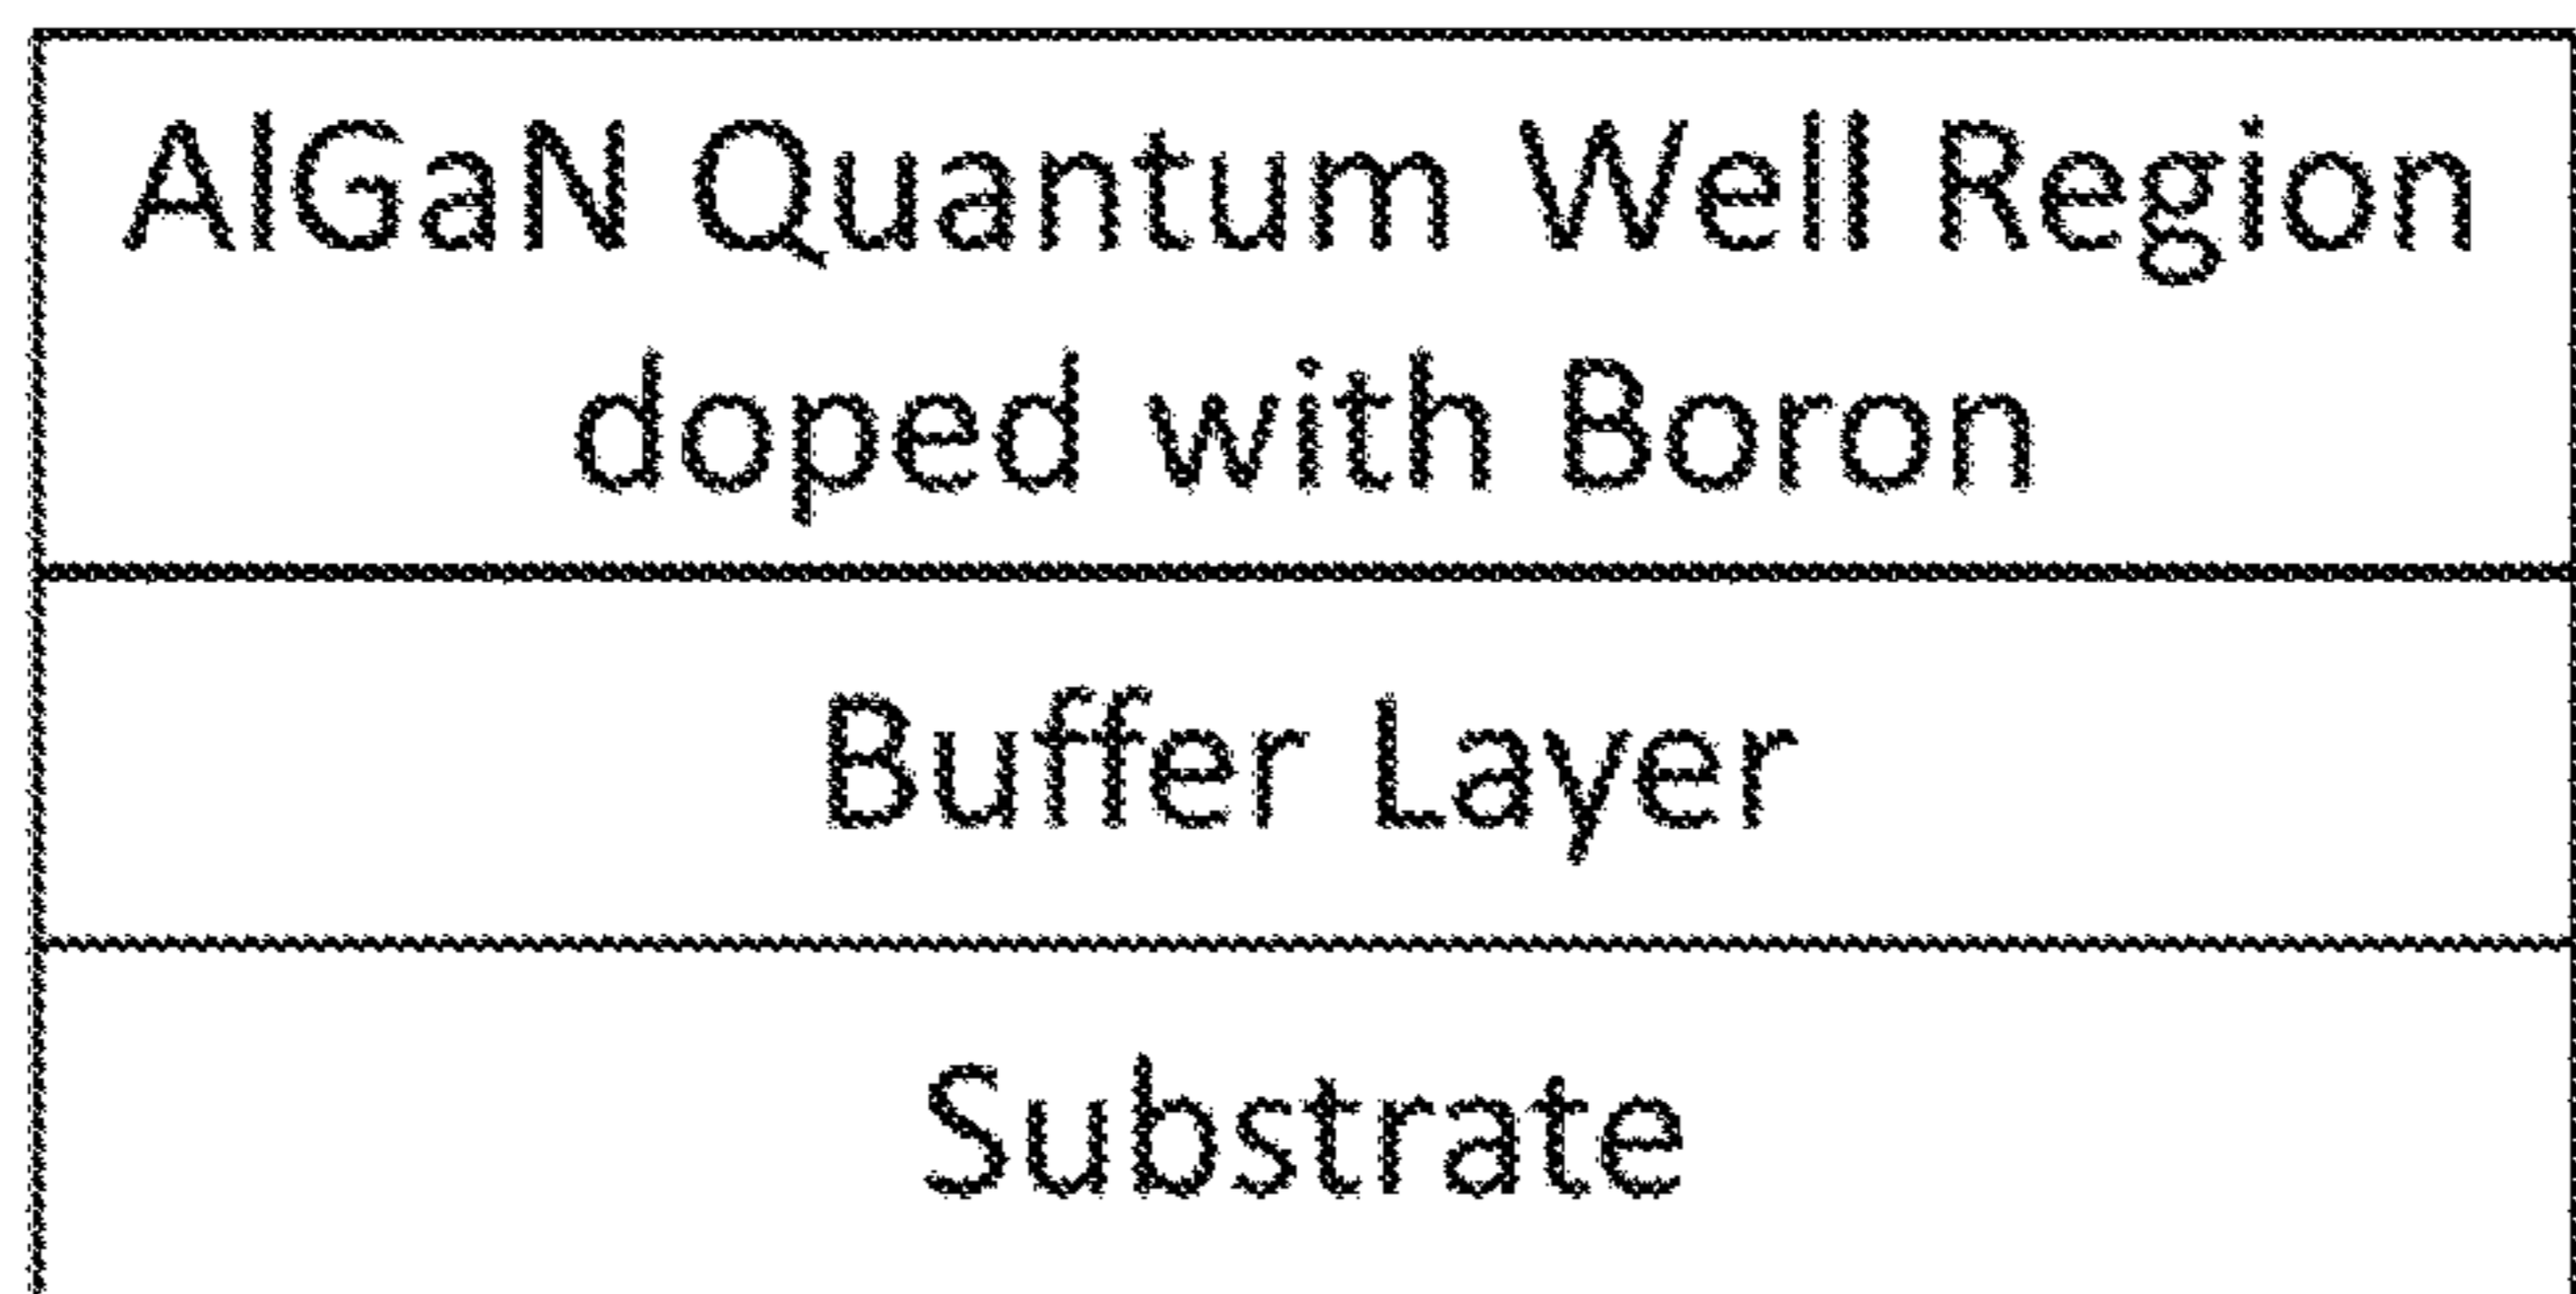 AlGaN Quantum Well Region
doped with Boron
Buffer Layer
Substrate